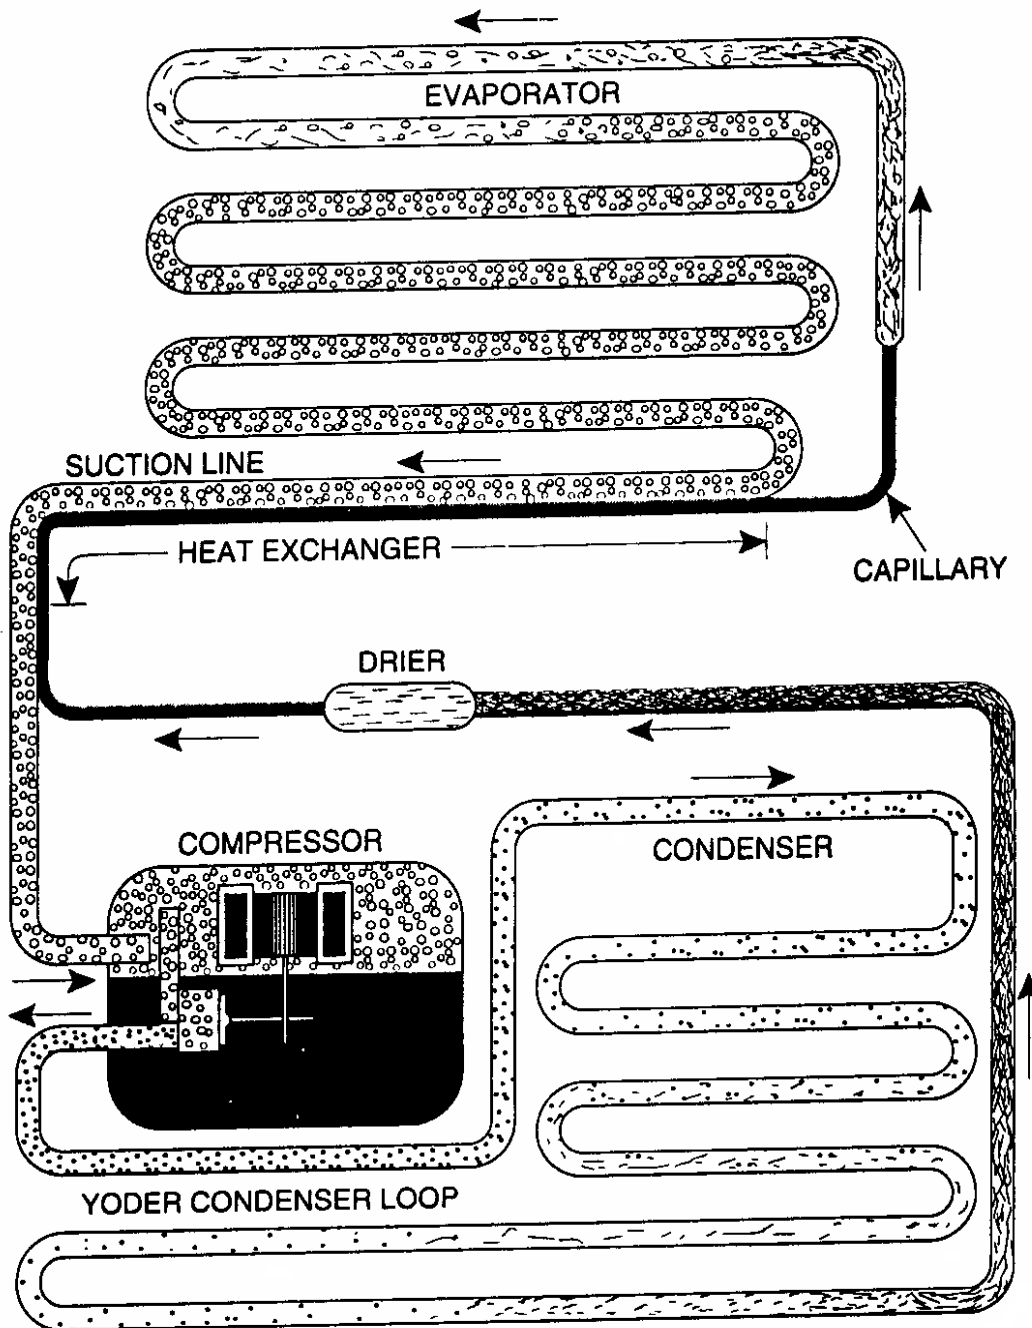 EVAPORATOR
SUCTION LINE
HEAT EXCHANGER
CAPILLARY
DRIER
COMPRESSOR
CONDENSER
YODER CONDENSER LOOP